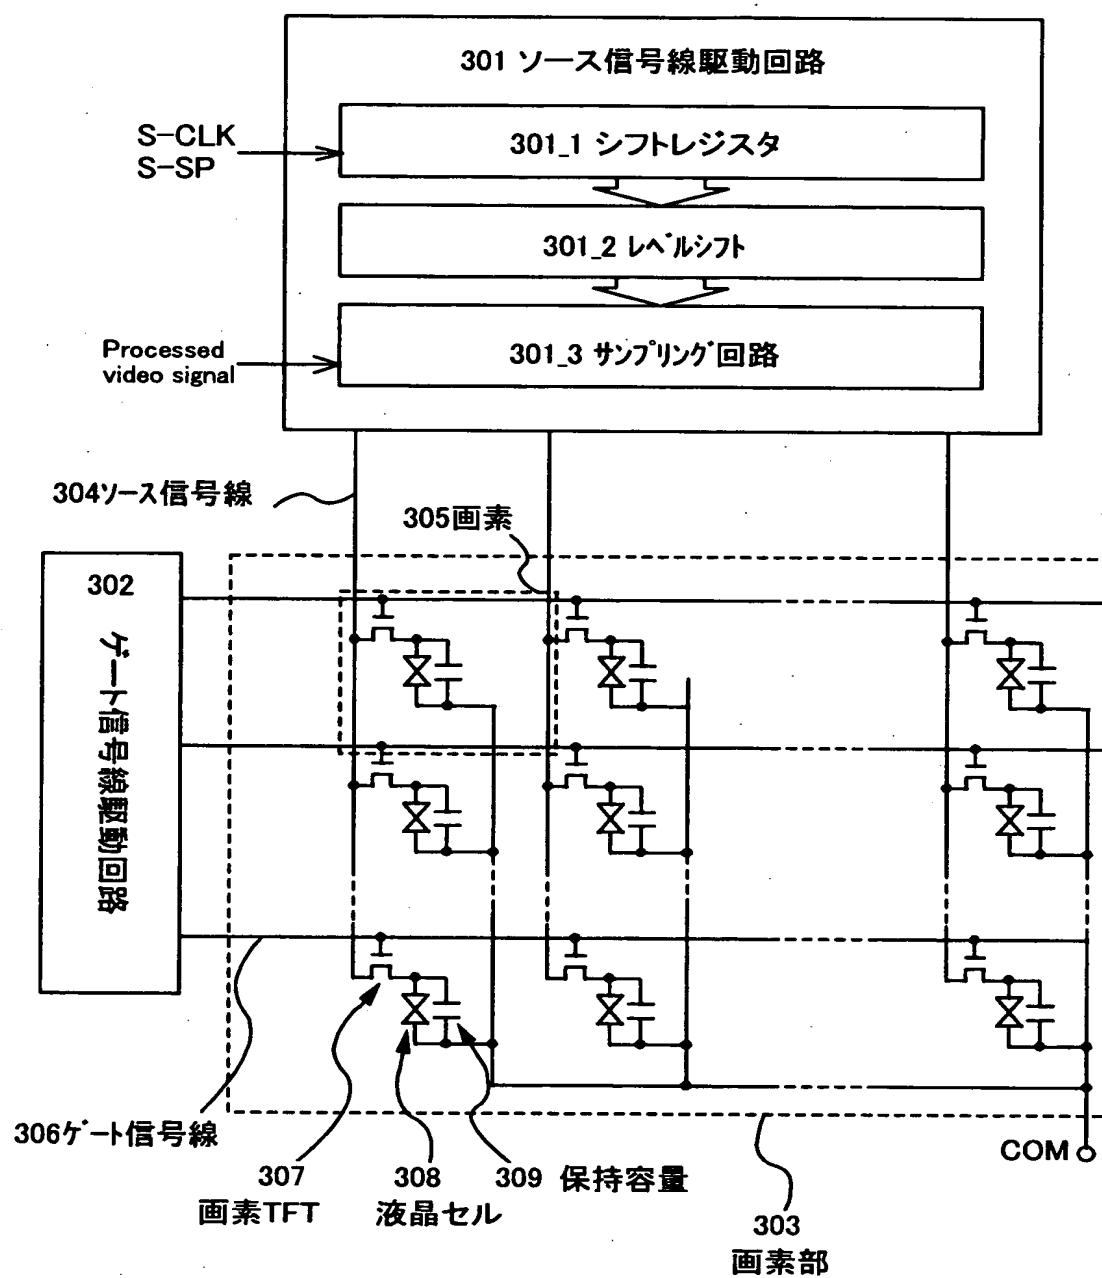 301 ソース信号線駆動回路
S-CLK
S-SP
301_1 シフトレジスタ
301_2 レベルシフト
Processed
video signal
301_3 サンプリング回路
304ソース信号線
305画素
302
ゲート信号線駆動回路
306ゲート信号線
307
画素TFT
308
液晶セル
309 保持容量
COM
303
画素部